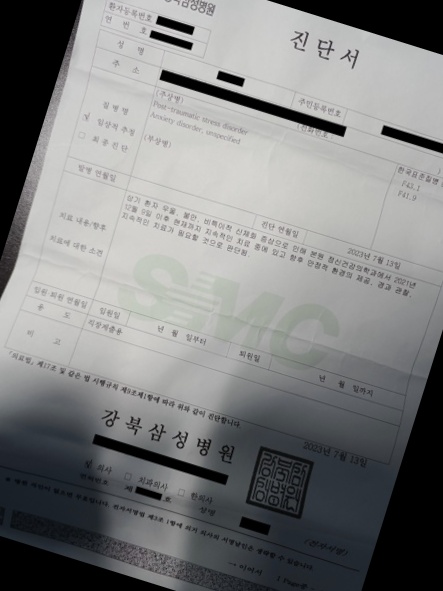 강북삼성병원
환자등록번호
연 번 호
진단서
성 명
주민등록번호
주 소
(전화번호 )
질병명
및 임상적 추정
□ 최종진단
(주상병)
Post-traumatic stress disorder
Anxiety disorder, unspecified
(부상병)
한국표준질병
F43.1
F41.9
발병 연월일
진단 연월일
2023년 7월 13일
치료 내용/향후
치료에 대한 소견
상기 환자 우울, 불안, 비특이적 신체화 증상으로 인해 본원 정신건강의학과에서 2021년
12월 9일 이후 현재까지 지속적인 치료 중에 있고 향후 안정적 환경의 제공, 경과 관찰,
지속적인 치료가 필요할 것으로 판단됨.
SMC
입원·퇴원 연월일
입원일
년 월 일부터
퇴원일
년 월 일까지
용 도
직장제출용
비 고
「의료법」 제17조 및 같은 법 시행규칙 제9조제1항에 따라 위와 같이 진단합니다.
2023년 7월 13일
강북삼성병원
의사
□ 치과의사 □ 한의사
면허번호 제 호 성명